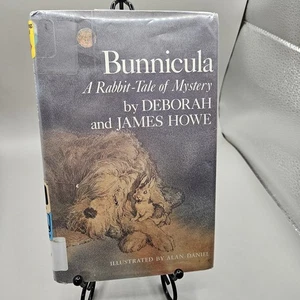 Bunnicula
A Rabbit-Tale of Mystery
by DEBORAH
and JAMES HOWE
ILLUSTRATED BY ALAN DANIEL